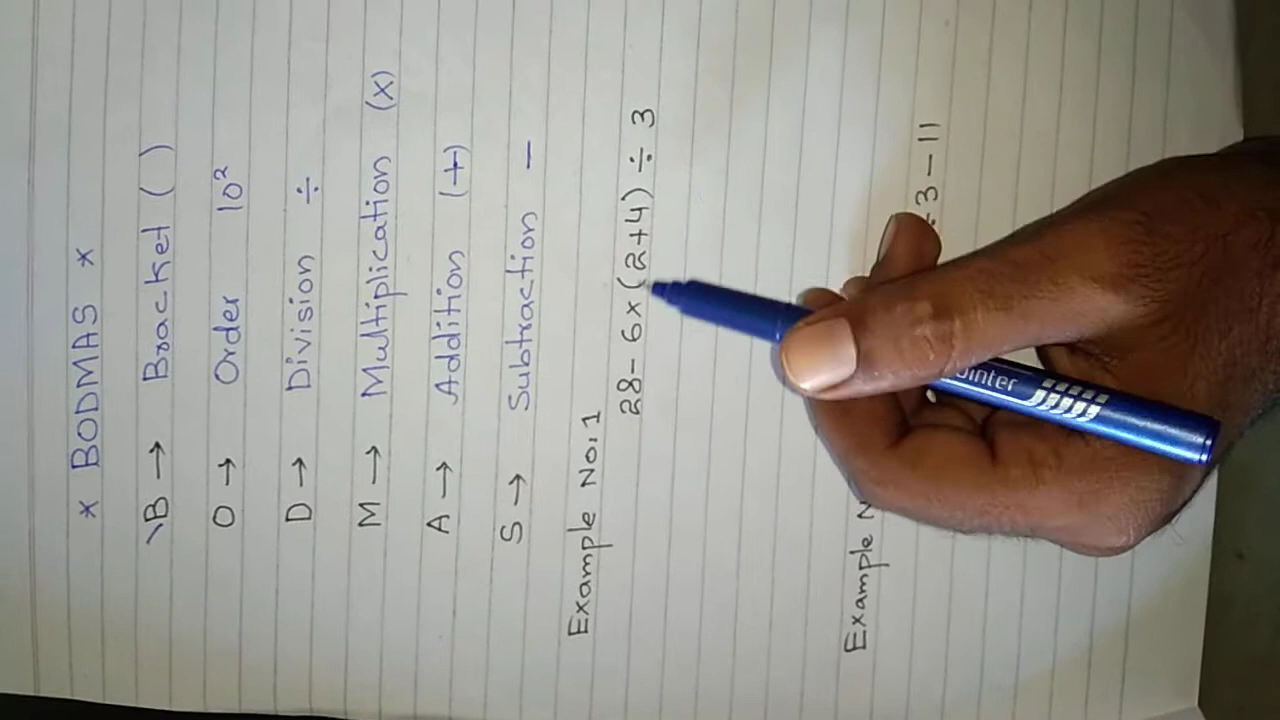 * BODMAS *
B → Bracket ( )
O → Order 10²
D → Division ÷
M → Multiplication (x)
A → Addition (+)
S → Subtraction −
Example No:1
28 - 6 x (2+4) ÷ 3
Example
3 - 11